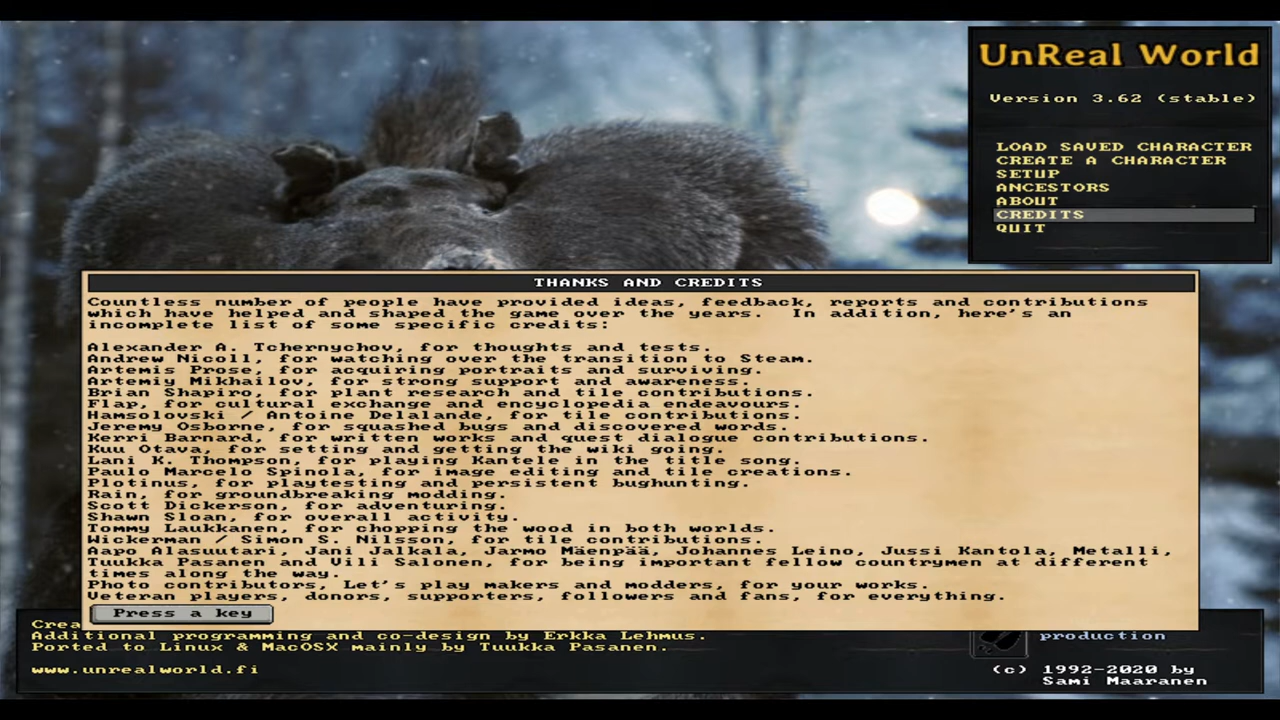 UnReal World
Version 3.62 (stable)
LOAD SAVED CHARACTER
CREATE A CHARACTER
SETUP
ANCESTORS
ABOUT
CREDITS
QUIT
THANKS AND CREDITS
Countless number of people have provided ideas, feedback, reports and contributions
which have helped and shaped the game over the years.  In addition, here's an
incomplete list of some specific credits:
Alexander A. Tchernychov, for thoughts and tests.
Andrew Nicoll, for watching over the transition to Steam.
Artemis Prose, for acquiring portraits and surviving.
Artemiy Mikhailov, for strong support and awareness.
Brian Shapiro, for plant research and tile contributions.
Flap, for cultural exchange and encyclopedia endeavours.
Hamsolovski / Antoine Delalande, for tile contributions.
Jeremy Osborne, for squashed bugs and discovered words.
Kerri Barnard, for written works and quest dialogue contributions.
Kuu Otava, for setting and getting the wiki going.
Lani K. Thompson, for playing Kantele in the title song.
Paulo Marcelo Spinola, for image editing and tile creations.
Plotinus, for playtesting and persistent bughunting.
Rain, for groundbreaking modding.
Scott Dickerson, for adventuring.
Shawn Sloan, for overall activity.
Tommy Laukkanen, for chopping the wood in both worlds.
Wickerman / Simon S. Nilsson, for tile contributions.
Aapo Alasuutari, Jani Jalkala, Jarmo Mäenpää, Johannes Leino, Jussi Kantola, Metalli,
Tuukka Pasanen and Vili Salonen, for being important fellow countrymen at different
times along the way.
Photo contributors, Let's play makers and modders, for your works.
Veteran players, donors, supporters, followers and fans, for everything.
Press a key
Crea
Additional programming and co-design by Erkka Lehmus.
Ported to Linux & MacOSX mainly by Tuukka Pasanen.
www.unrealworld.fi
production
(c) 1992-2020 by
Sami Maaranen